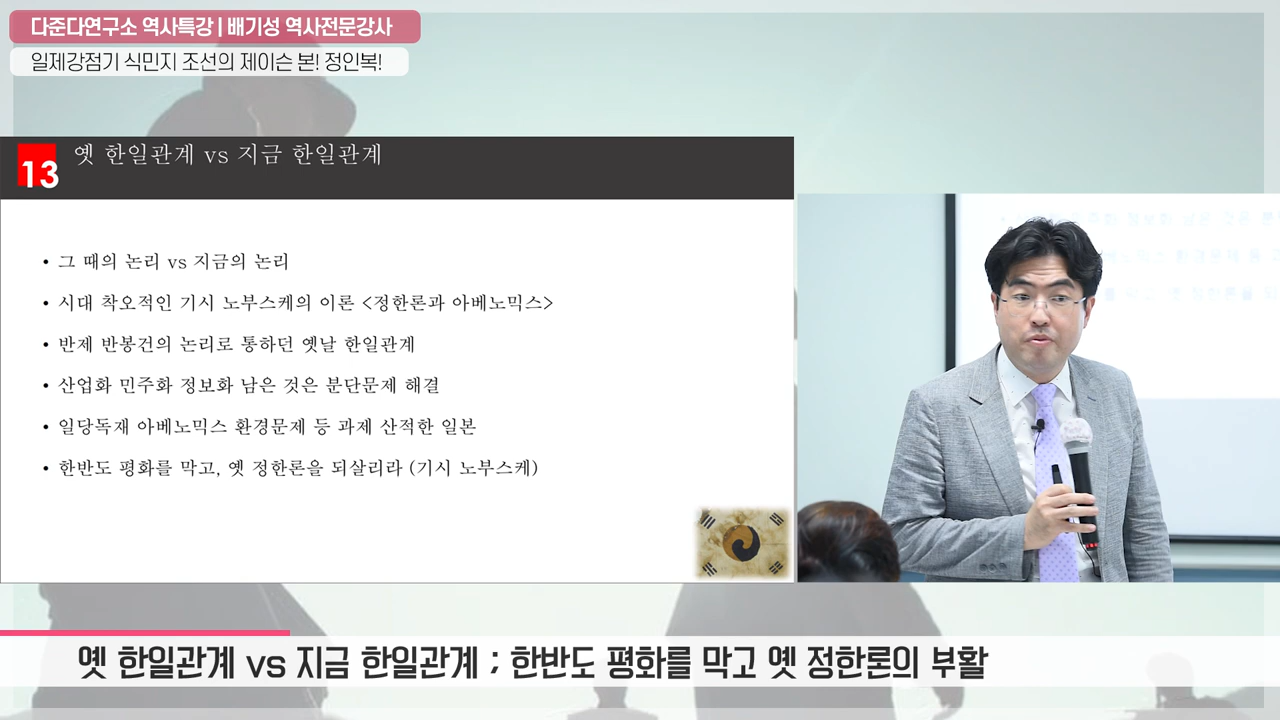 다준다연구소 역사특강 | 배기성 역사전문강사
일제강점기 식민지 조선의 제이슨 본! 정인복!
13
옛 한일관계 vs 지금 한일관계
• 그 때의 논리 vs 지금의 논리
• 시대 착오적인 기시 노부스케의 이론 <정한론과 아베노믹스>
• 반제 반봉건의 논리로 통하던 옛날 한일관계
• 산업화 민주화 정보화 남은 것은 분단문제 해결
• 일당독재 아베노믹스 환경문제 등 과제 산적한 일본
• 한반도 평화를 막고, 옛 정한론을 되살리라 (기시 노부스케)
옛 한일관계 vs 지금 한일관계 ; 한반도 평화를 막고 옛 정한론의 부활